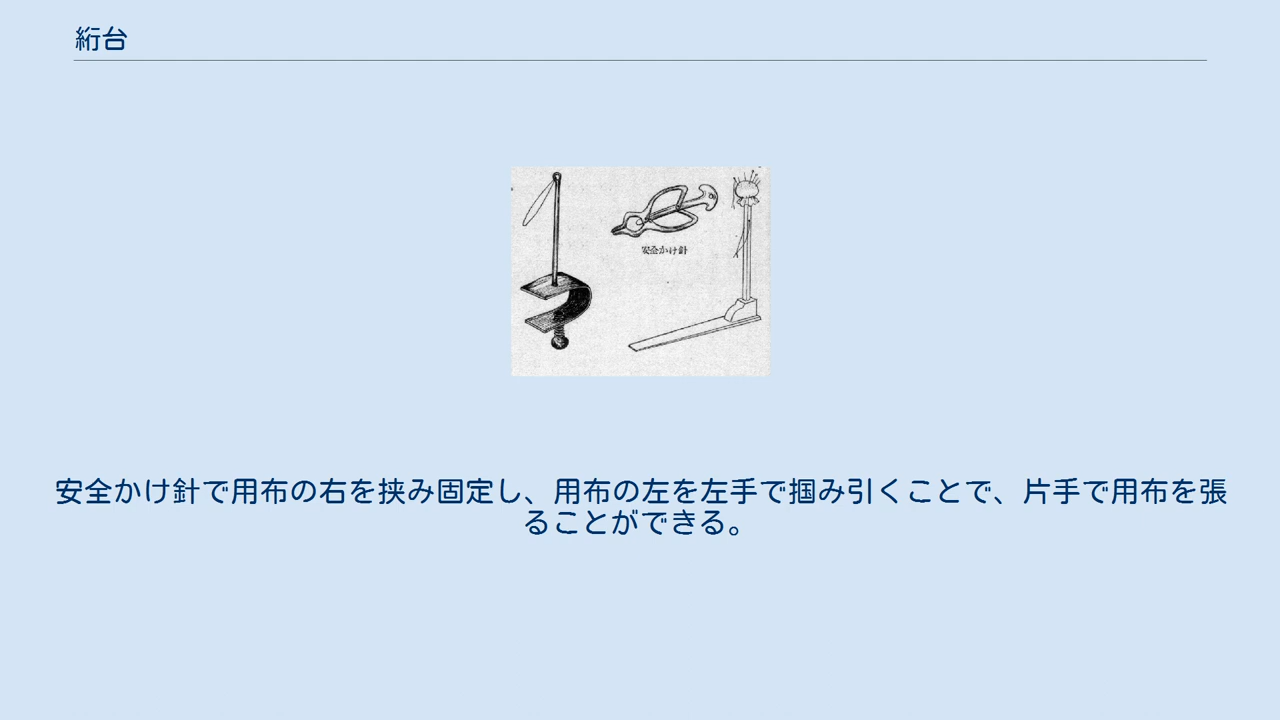 絎台
安全かけ針
安全かけ針で用布の右を挟み固定し、用布の左を左手で掴み引くことで、片手で用布を張
ることができる。